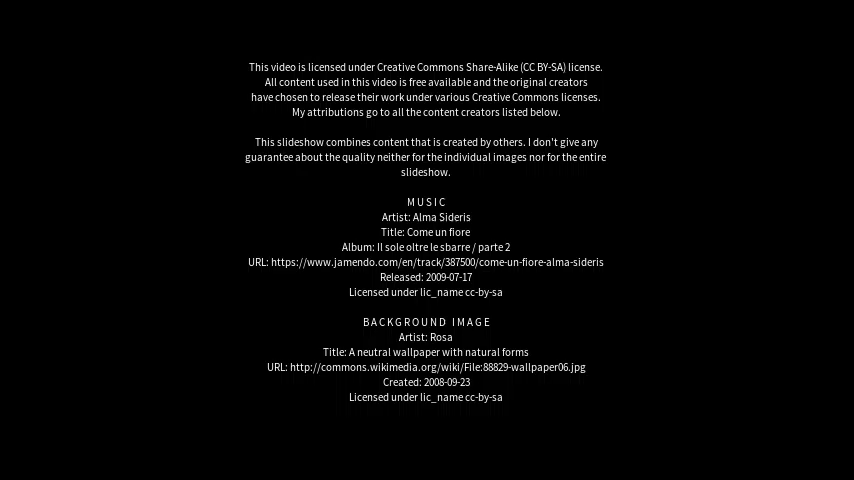 This video is licensed under Creative Commons Share-Alike (CC BY-SA) license.
All content used in this video is free available and the original creators
have chosen to release their work under various Creative Commons licenses.
My attributions go to all the content creators listed below.
This slideshow combines content that is created by others. I don't give any
guarantee about the quality neither for the individual images nor for the entire
slideshow.
MUSIC
Artist: Alma Sideris
Title: Come un fiore
Album: Il sole oltre le sbarre / parte 2
URL: https://www.jamendo.com/en/track/387500/come-un-fiore-alma-sideris
Released: 2009-07-17
Licensed under lic_name cc-by-sa
BACKGROUND IMAGE
Artist: Rosa
Title: A neutral wallpaper with natural forms
URL: http://commons.wikimedia.org/wiki/File:88829-wallpaper06.jpg
Created: 2008-09-23
Licensed under lic_name cc-by-sa